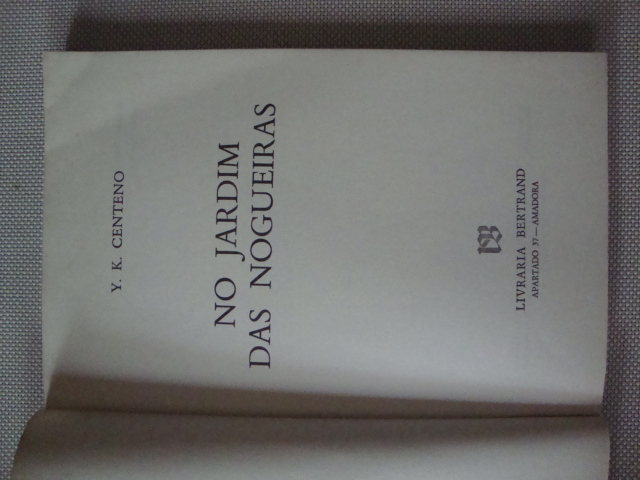 Y. K. CENTENO
NO JARDIM
DAS NOGUEIRAS
LIVRARIA BERTRAND
APARTADO 37 — AMADORA